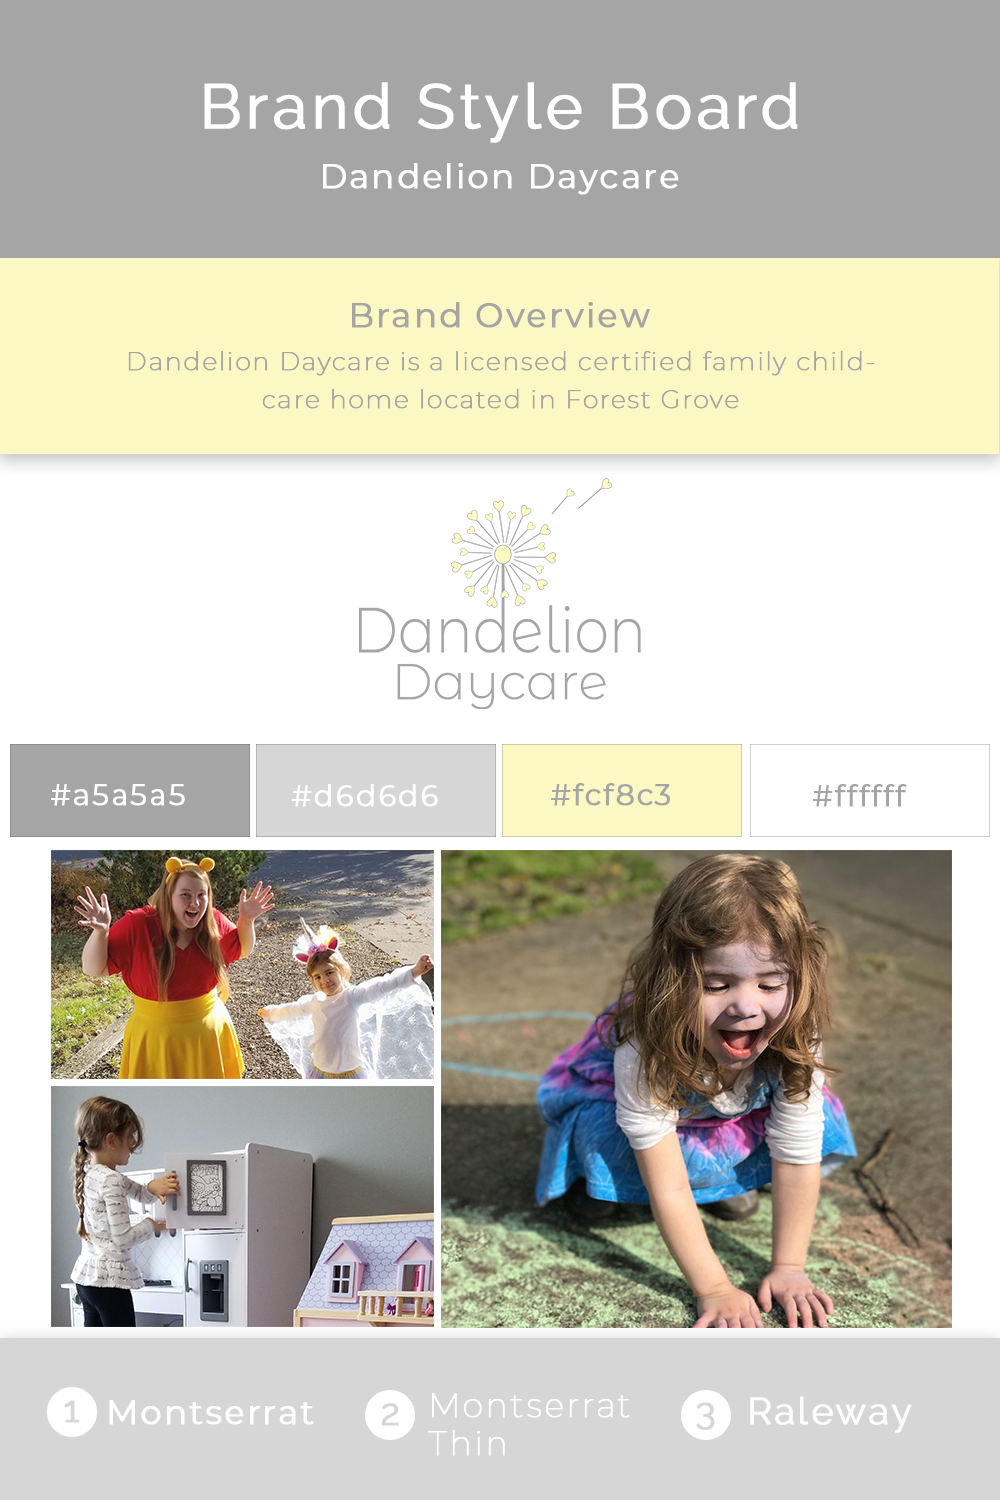 Brand Style Board
Dandelion Daycare
Brand Overview
Dandelion Daycare is a licensed certified family child-
care home located in Forest Grove
Dandelion
Daycare
#a5a5a5
#d6d6d6
#fcf8c3
#ffffff
1 Montserrat
2 Montserrat
Thin
3 Raleway